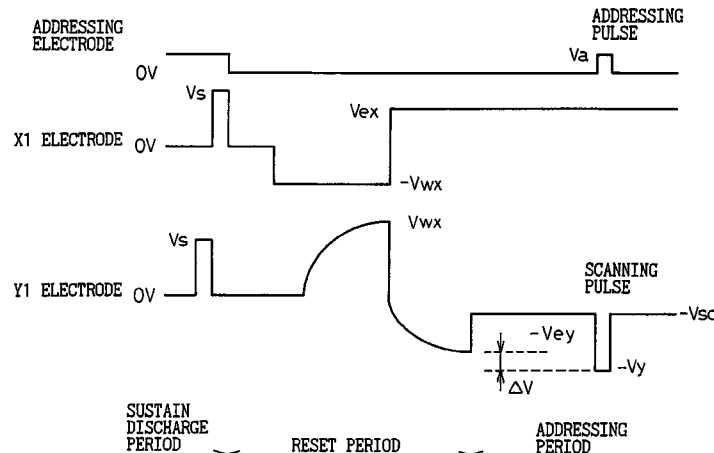 ADDRESSING
ELECTRODE
ADDRESSING
PULSE
0V
Va
Vs
Vex
X1 ELECTRODE
0V
-Vwx
Vs
Vwx
Y1 ELECTRODE
0V
SCANNING
PULSE
-Vsc
-Vey
-Vy
ΔV
SUSTAIN
DISCHARGE
PERIOD
RESET PERIOD
ADDRESSING
PERIOD